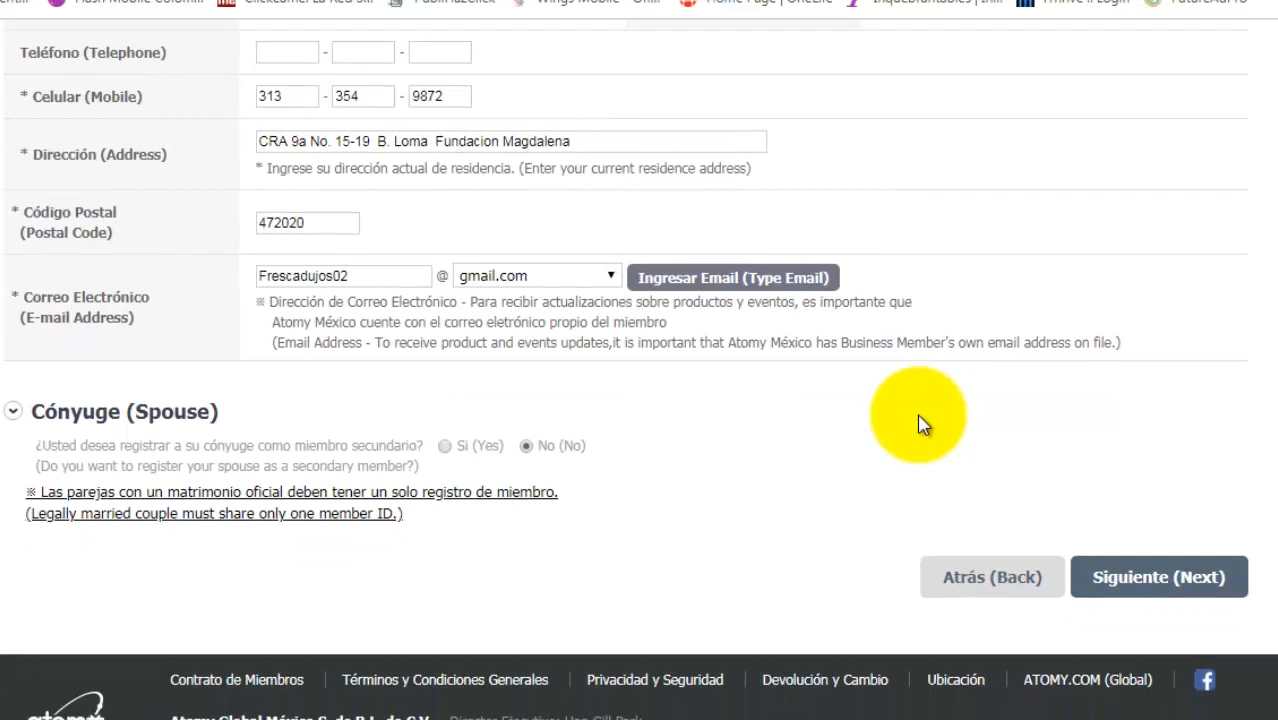 Teléfono (Telephone)
- -
* Celular (Mobile)
313 - 354 - 9872
* Dirección (Address)
CRA 9a No. 15-19 B. Loma Fundacion Magdalena
* Ingrese su dirección actual de residencia. (Enter your current residence address)
* Código Postal
(Postal Code)
472020
* Correo Electrónico
(E-mail Address)
Frescadujos02 @ gmail.com Ingresar Email (Type Email)
※ Dirección de Correo Electrónico - Para recibir actualizaciones sobre productos y eventos, es importante que
Atomy México cuente con el correo eletrónico propio del miembro
(Email Address - To receive product and events updates,it is important that Atomy México has Business Member's own email address on file.)
Cónyuge (Spouse)
¿Usted desea registrar a su cónyuge como miembro secundario? Si (Yes) No (No)
(Do you want to register your spouse as a secondary member?)
※ Las parejas con un matrimonio oficial deben tener un solo registro de miembro.
(Legally married couple must share only one member ID.)
Atrás (Back) Siguiente (Next)
Contrato de Miembros Términos y Condiciones Generales Privacidad y Seguridad Devolución y Cambio Ubicación ATOMY.COM (Global)